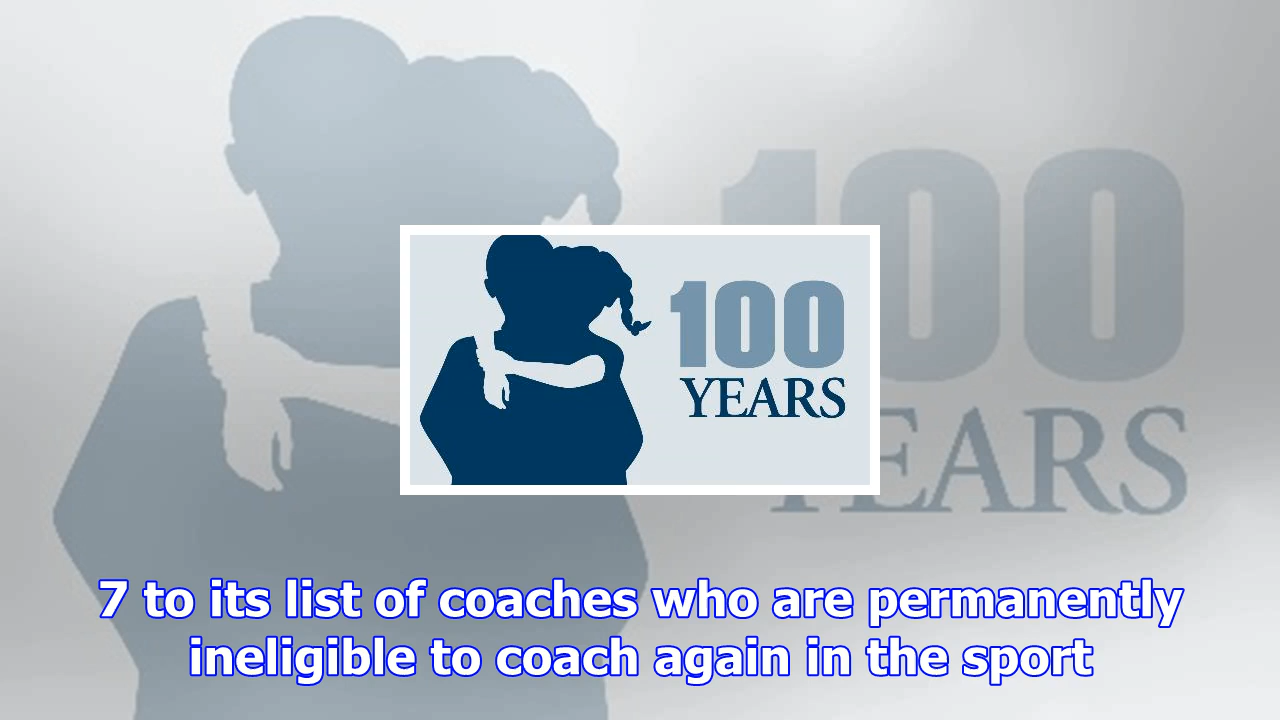 100
YEARS
100
YEARS
7 to its list of coaches who are permanently
ineligible to coach again in the sport